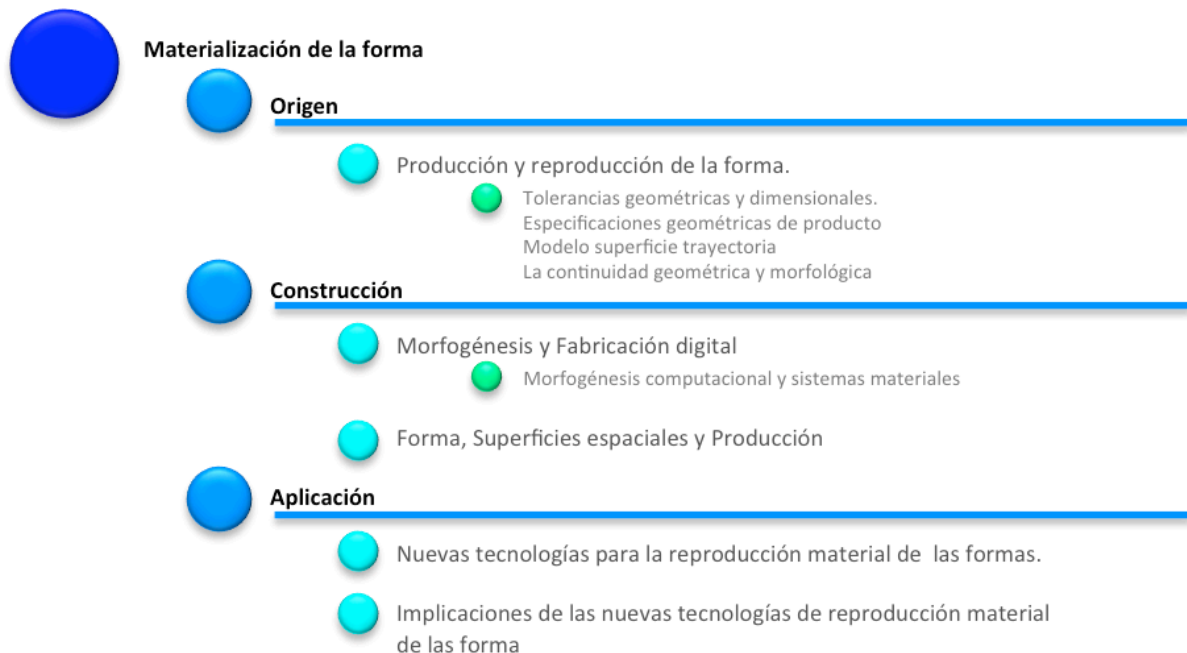 Materialización de la forma
Origen
Producción y reproducción de la forma.
Tolerancias geométricas y dimensionales.
Especificaciones geométricas de producto
Modelo superficie trayectoria
La continuidad geométrica y morfológica
Construcción
Morfogénesis y Fabricación digital
Morfogénesis computacional y sistemas materiales
Forma, Superficies espaciales y Producción
Aplicación
Nuevas tecnologías para la reproducción material de las formas.
Implicaciones de las nuevas tecnologías de reproducción material
de las forma